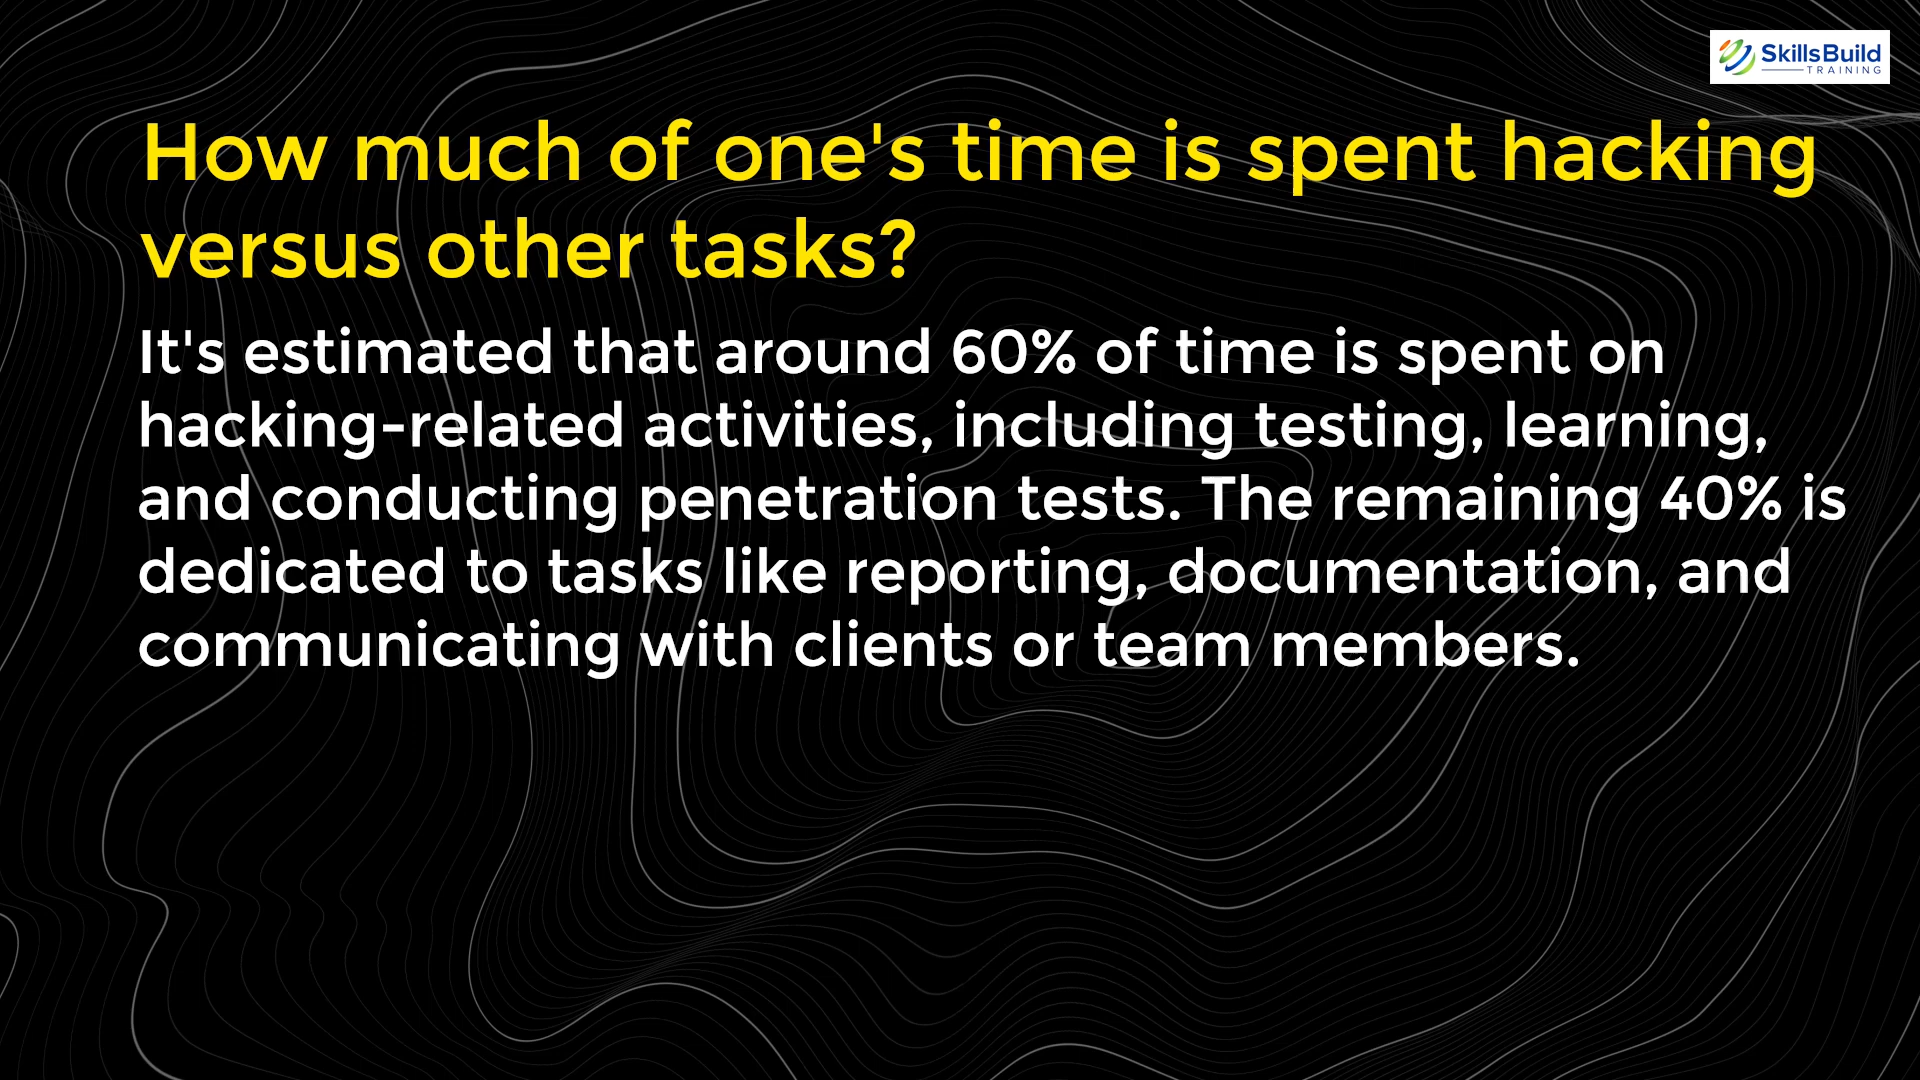 SkillsBuild
TRAINING
How much of one's time is spent hacking
versus other tasks?
It's estimated that around 60% of time is spent on
hacking-related activities, including testing, learning,
and conducting penetration tests. The remaining 40% is
dedicated to tasks like reporting, documentation, and
communicating with clients or team members.